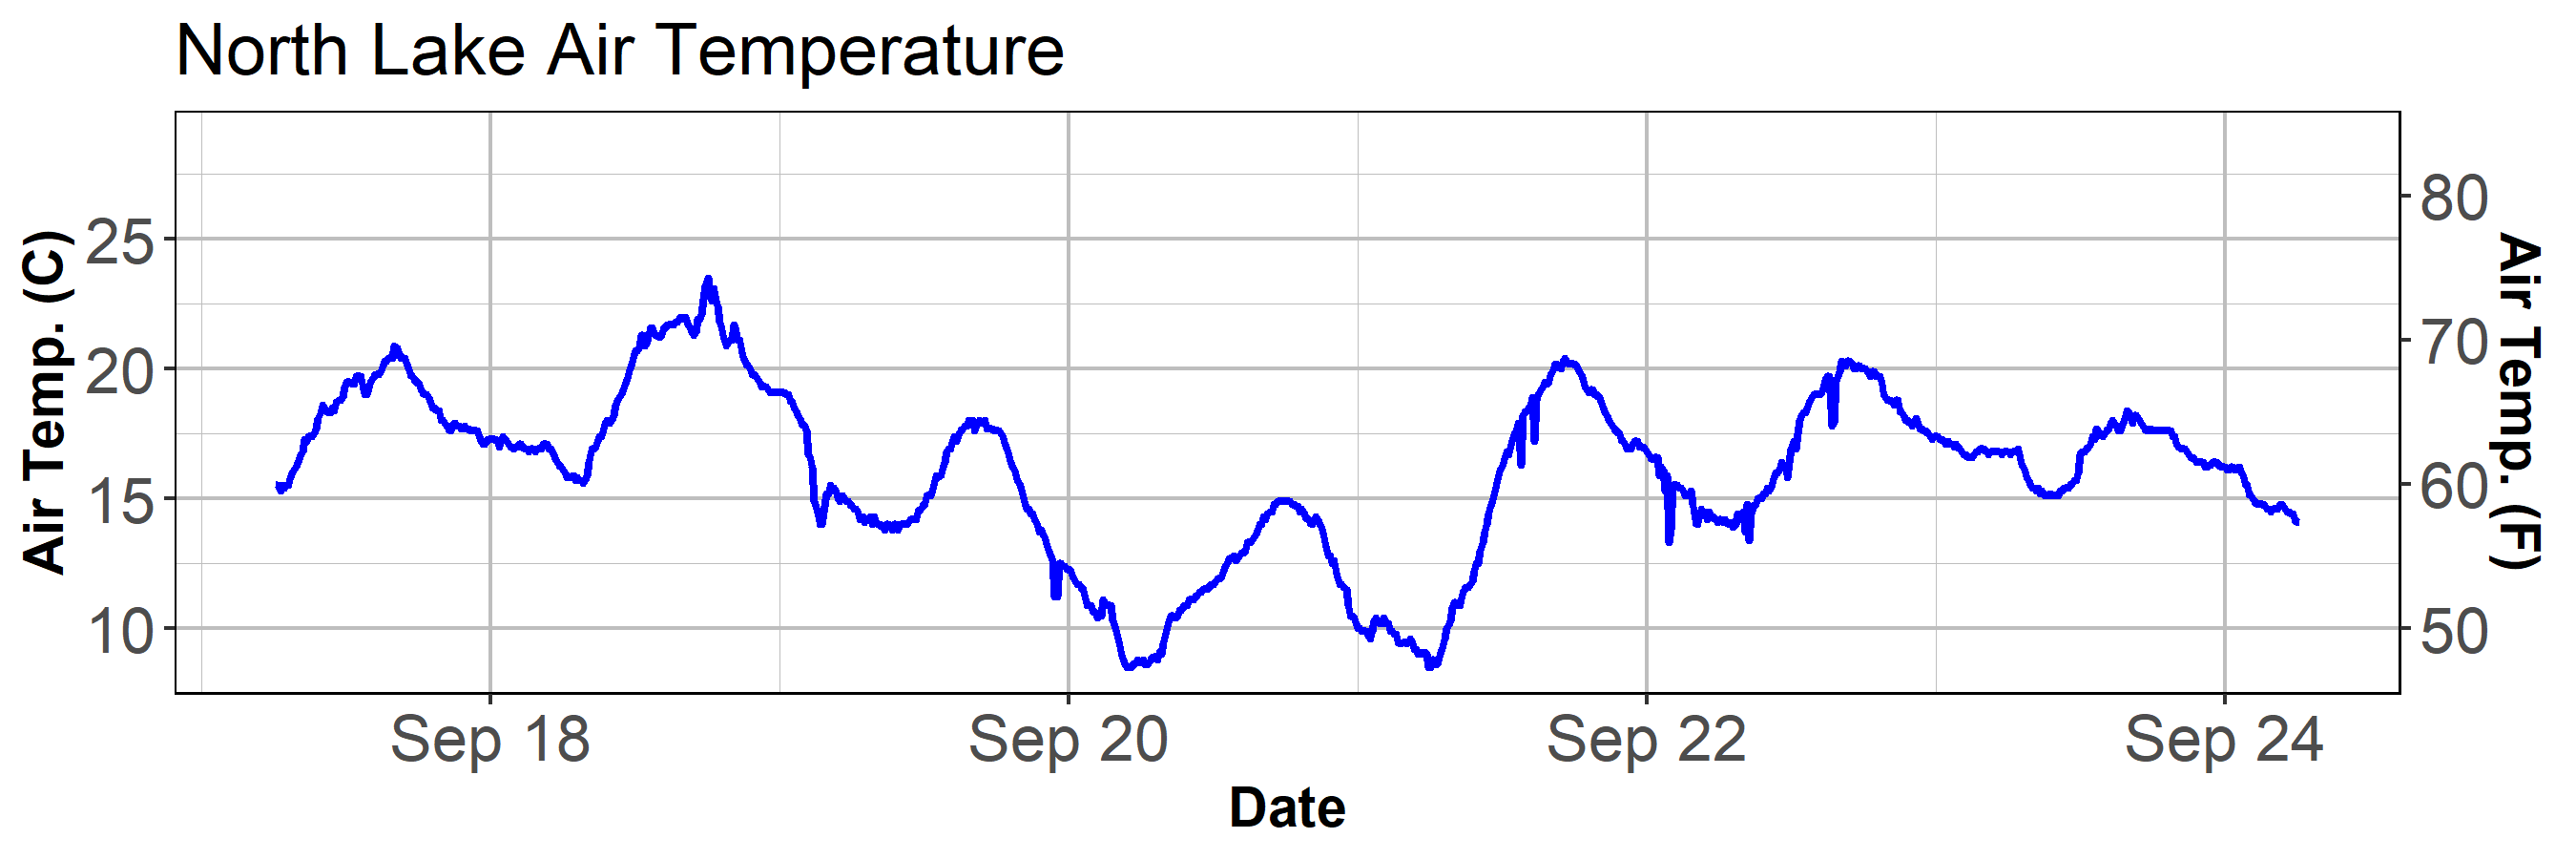 North Lake Air Temperature
Air Temp. (C)
25
20
15
10
80
70
60
50
Air Temp. (F)
Sep 18
Sep 20
Sep 22
Sep 24
Date